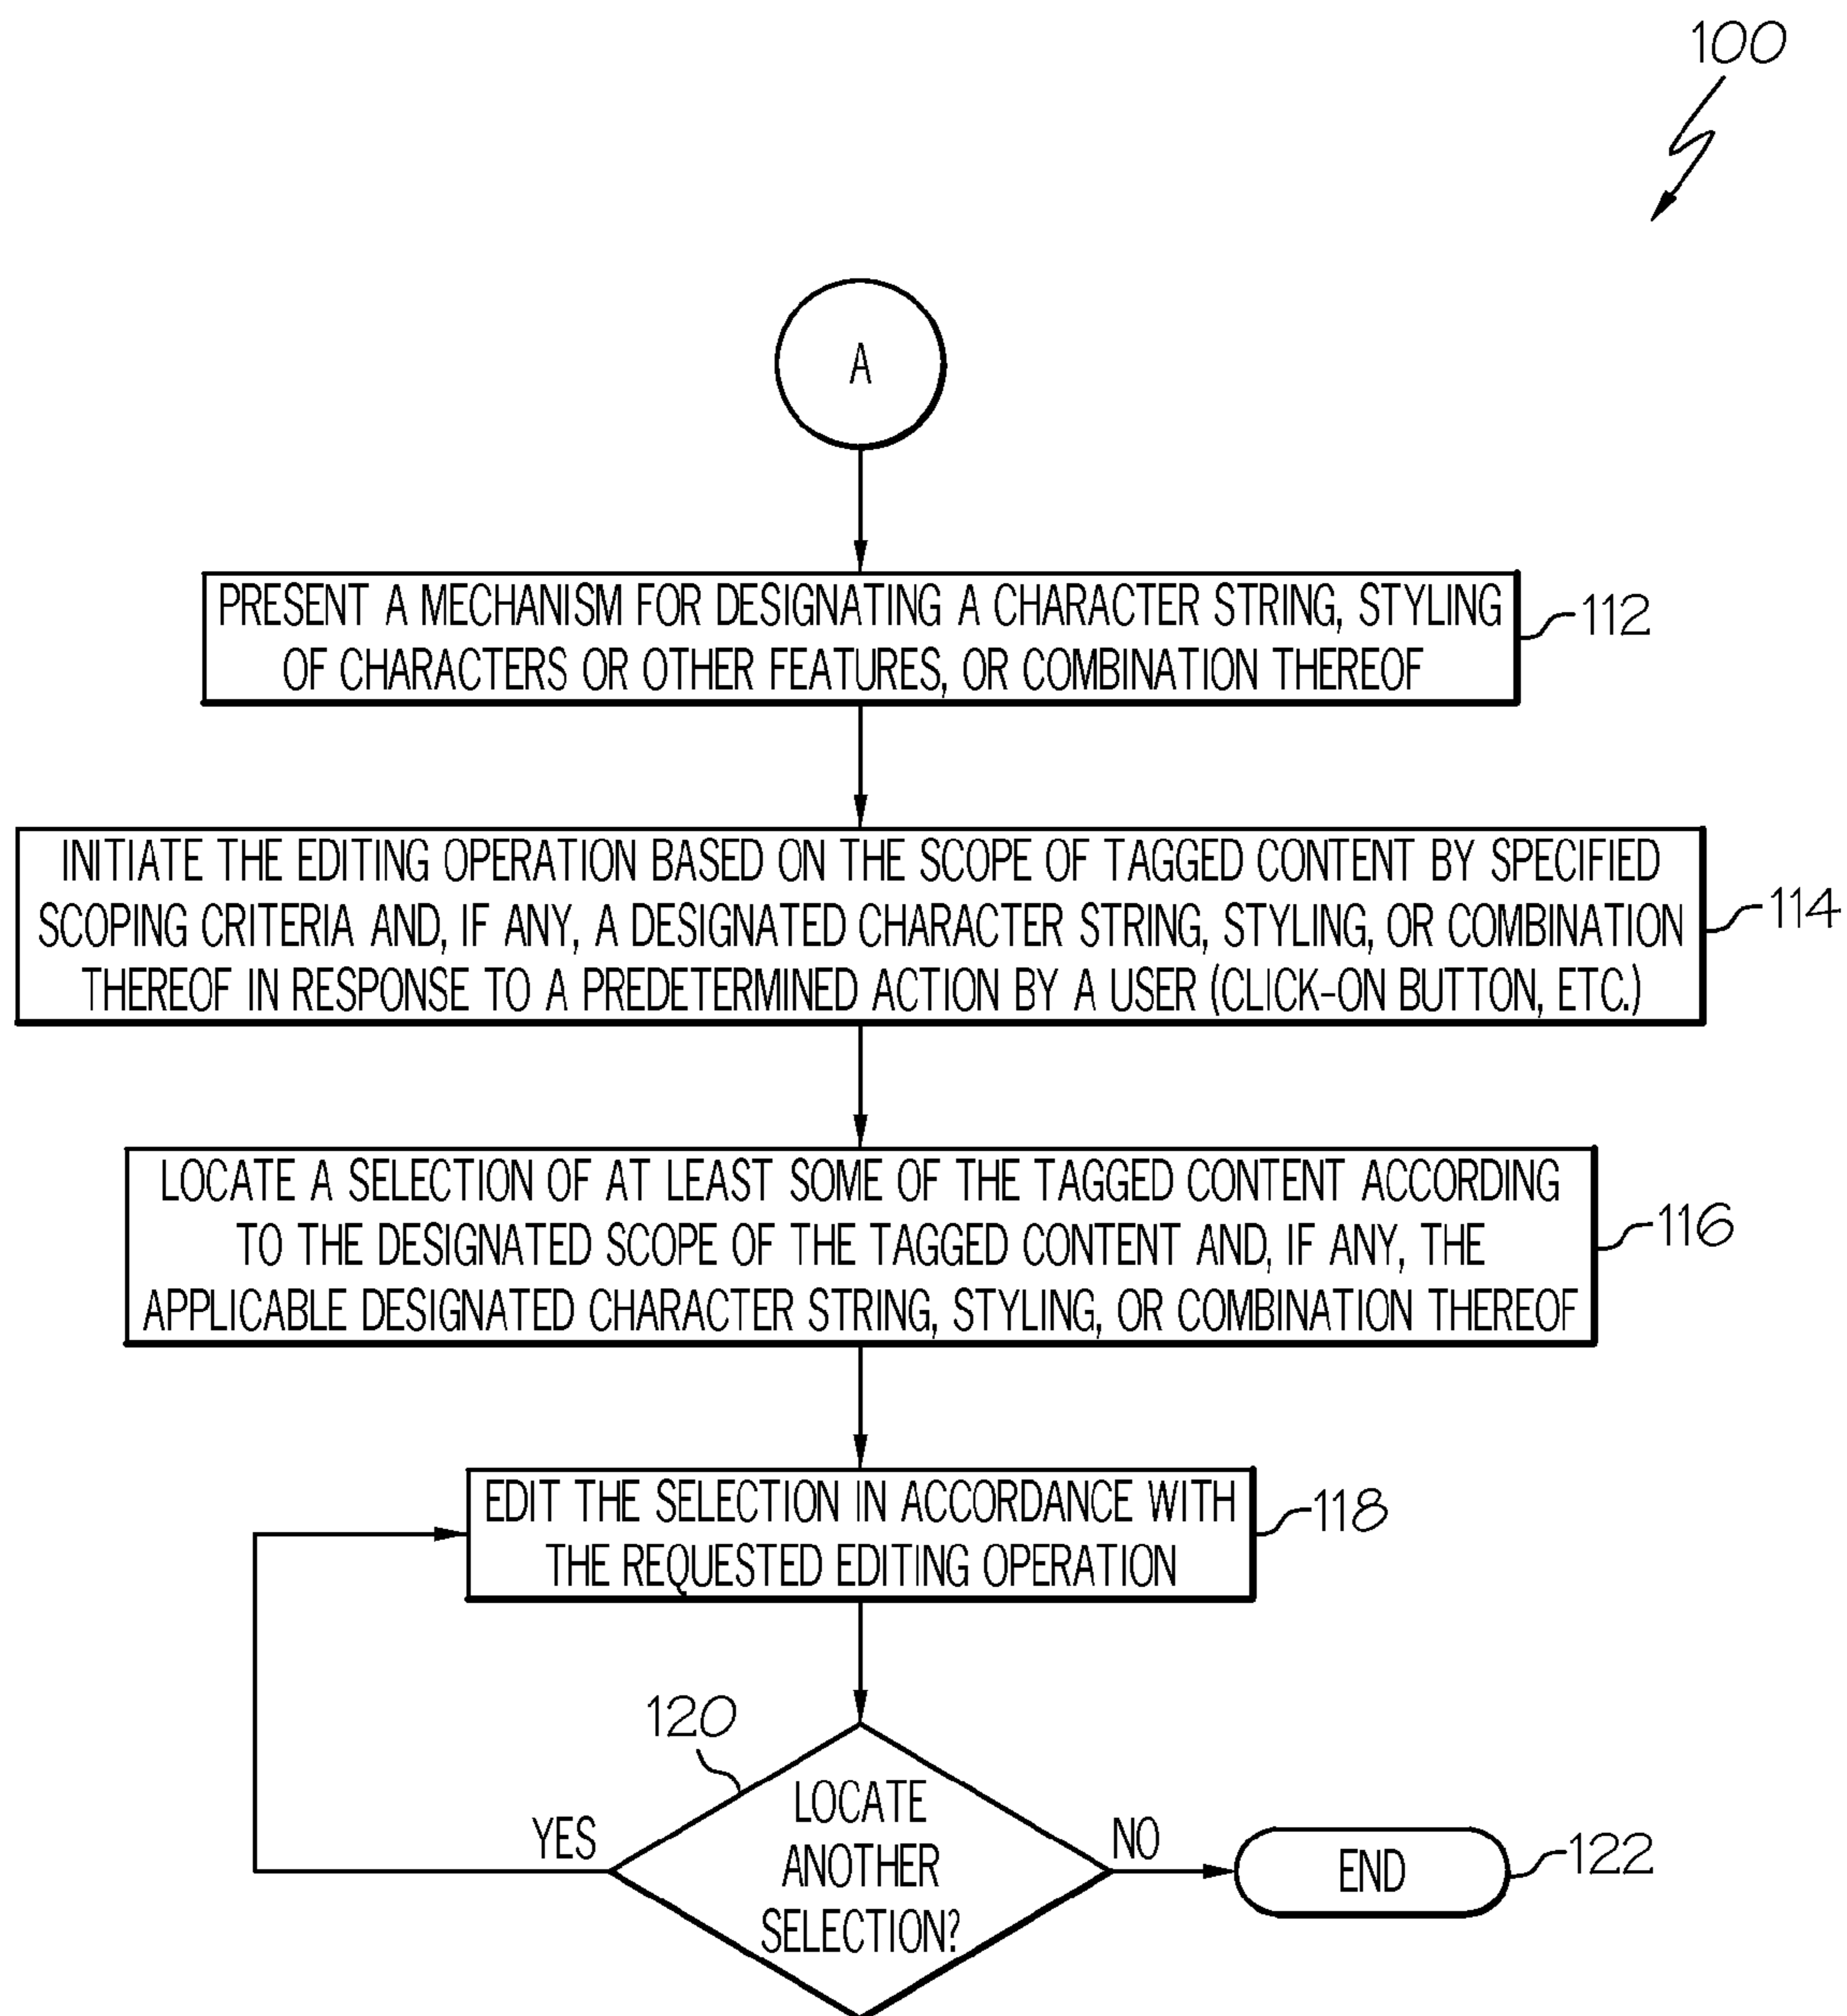 100
A
PRESENT A MECHANISM FOR DESIGNATING A CHARACTER STRING, STYLING
OF CHARACTERS OR OTHER FEATURES, OR COMBINATION THEREOF
112
INITIATE THE EDITING OPERATION BASED ON THE SCOPE OF TAGGED CONTENT BY SPECIFIED
SCOPING CRITERIA AND, IF ANY, A DESIGNATED CHARACTER STRING, STYLING, OR COMBINATION
THEREOF IN RESPONSE TO A PREDETERMINED ACTION BY A USER (CLICK-ON BUTTON, ETC.)
114
LOCATE A SELECTION OF AT LEAST SOME OF THE TAGGED CONTENT ACCORDING
TO THE DESIGNATED SCOPE OF THE TAGGED CONTENT AND, IF ANY, THE
APPLICABLE DESIGNATED CHARACTER STRING, STYLING, OR COMBINATION THEREOF
116
EDIT THE SELECTION IN ACCORDANCE WITH
THE REQUESTED EDITING OPERATION
118
120
LOCATE
ANOTHER
SELECTION?
YES
NO
END
122